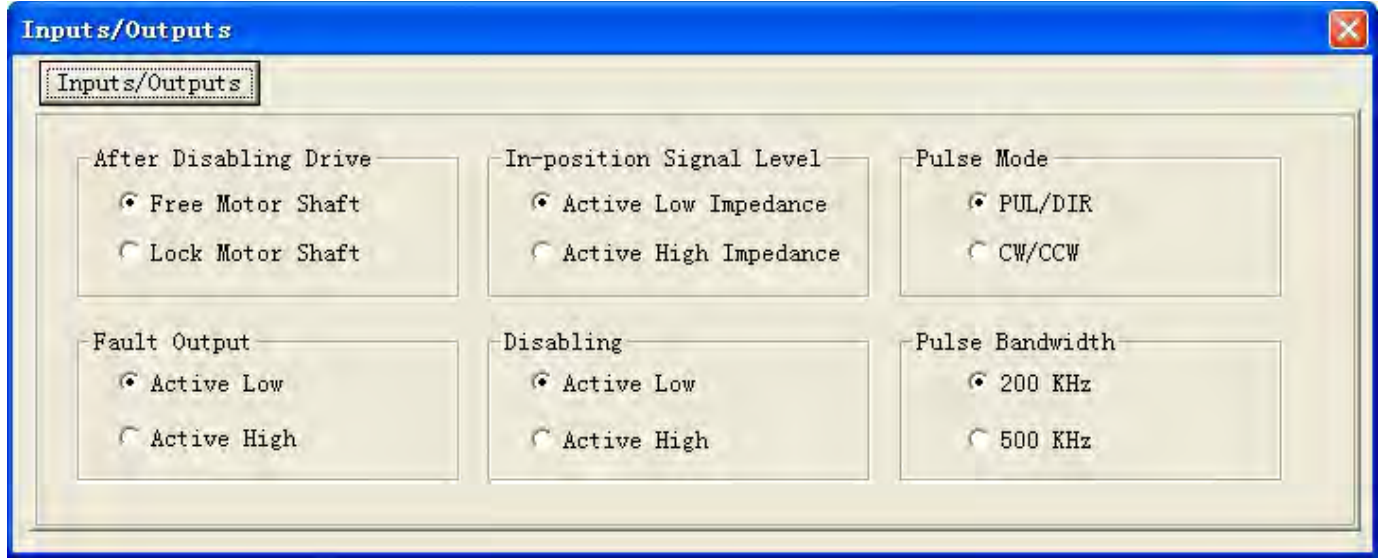 Inputs/Outputs
Inputs/Outputs
After Disabling Drive
Free Motor Shaft
Lock Motor Shaft
In-position Signal Level
Active Low Impedance
Active High Impedance
Pulse Mode
PUL/DIR
CW/CCW
Fault Output
Active Low
Active High
Disabling
Active Low
Active High
Pulse Bandwidth
200 KHz
500 KHz